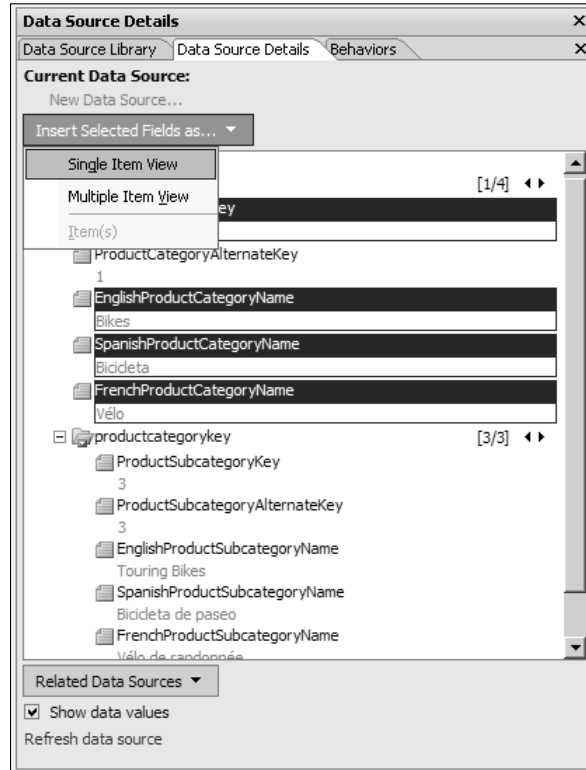 Data Source Details
Data Source Library Data Source Details Behaviors
Current Data Source:
New Data Source...
Insert Selected Fields as...
Single Item View
[1/4]
Multiple Item View
ey
Item(s)
ProductCategoryAlternateKey
1
EnglishProductCategoryName
Bikes
SpanishProductCategoryName
Bicicleta
FrenchProductCategoryName
Vélo
productcategorykey [3/3]
ProductSubcategoryKey
3
ProductSubcategoryAlternateKey
3
EnglishProductSubcategoryName
Touring Bikes
SpanishProductSubcategoryName
Bicicleta de paseo
FrenchProductSubcategoryName
Vélo de randonnée
Related Data Sources
Show data values
Refresh data source